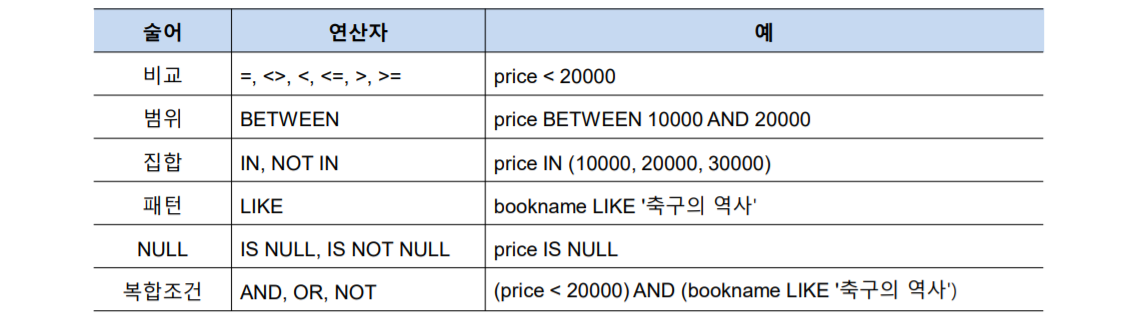 술어 연산자 예
비교 =, <>, <, <=, >, >= price < 20000
범위 BETWEEN price BETWEEN 10000 AND 20000
집합 IN, NOT IN price IN (10000, 20000, 30000)
패턴 LIKE bookname LIKE '축구의 역사'
NULL IS NULL, IS NOT NULL price IS NULL
복합조건 AND, OR, NOT (price < 20000) AND (bookname LIKE '축구의 역사')